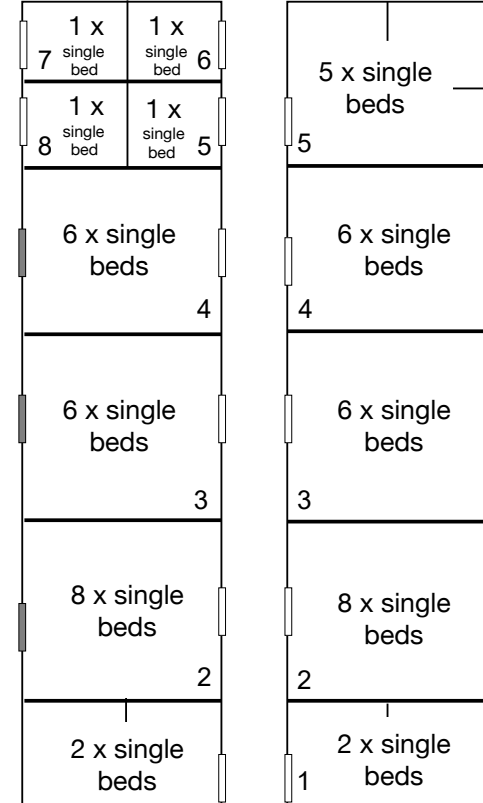 1 x
single
bed
7
1 x
single
bed
6
1 x
single
bed
8
1 x
single
bed
5
6 x single
beds
4
6 x single
beds
3
8 x single
beds
2
2 x single
beds
5 x single
beds
5
6 x single
beds
4
6 x single
beds
3
8 x single
beds
2
2 x single
beds
1